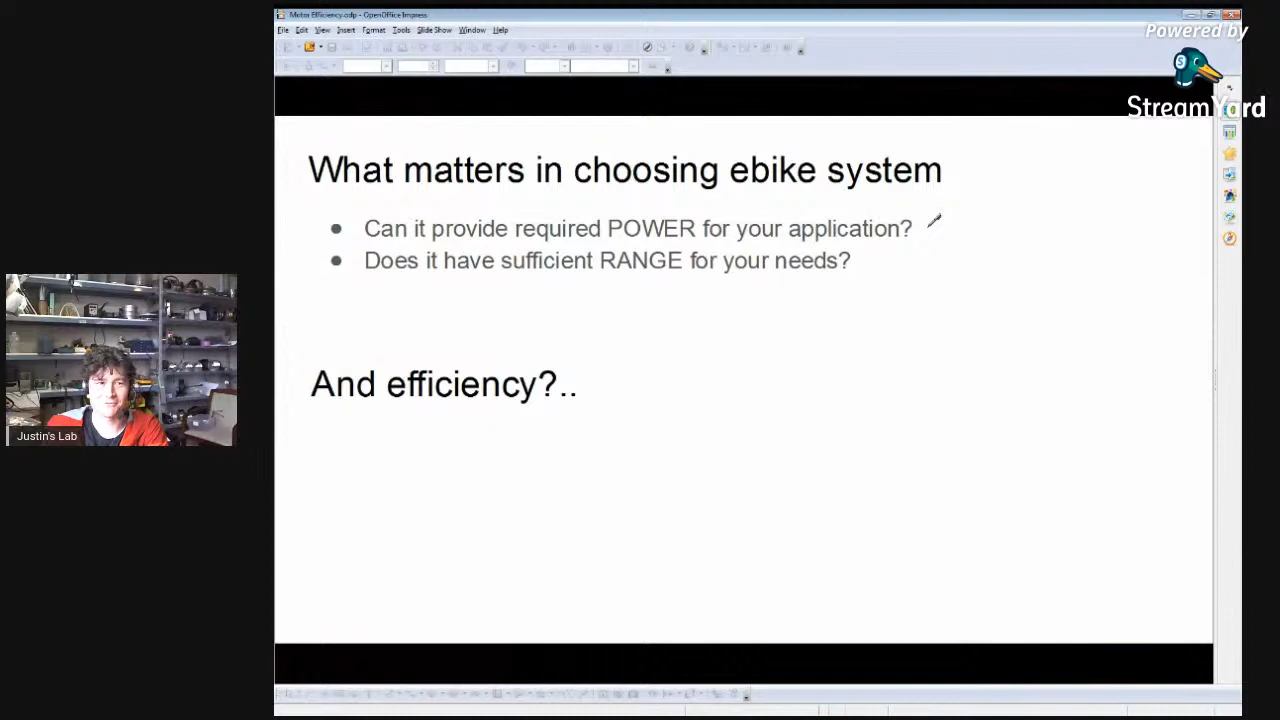 Motor Efficiency.odp - OpenOffice Impress
File Edit View Insert Format Tools Slide Show Window Help
Powered by
StreamYard
What matters in choosing ebike system
Can it provide required POWER for your application?
Does it have sufficient RANGE for your needs?
And efficiency?..
Justin's Lab